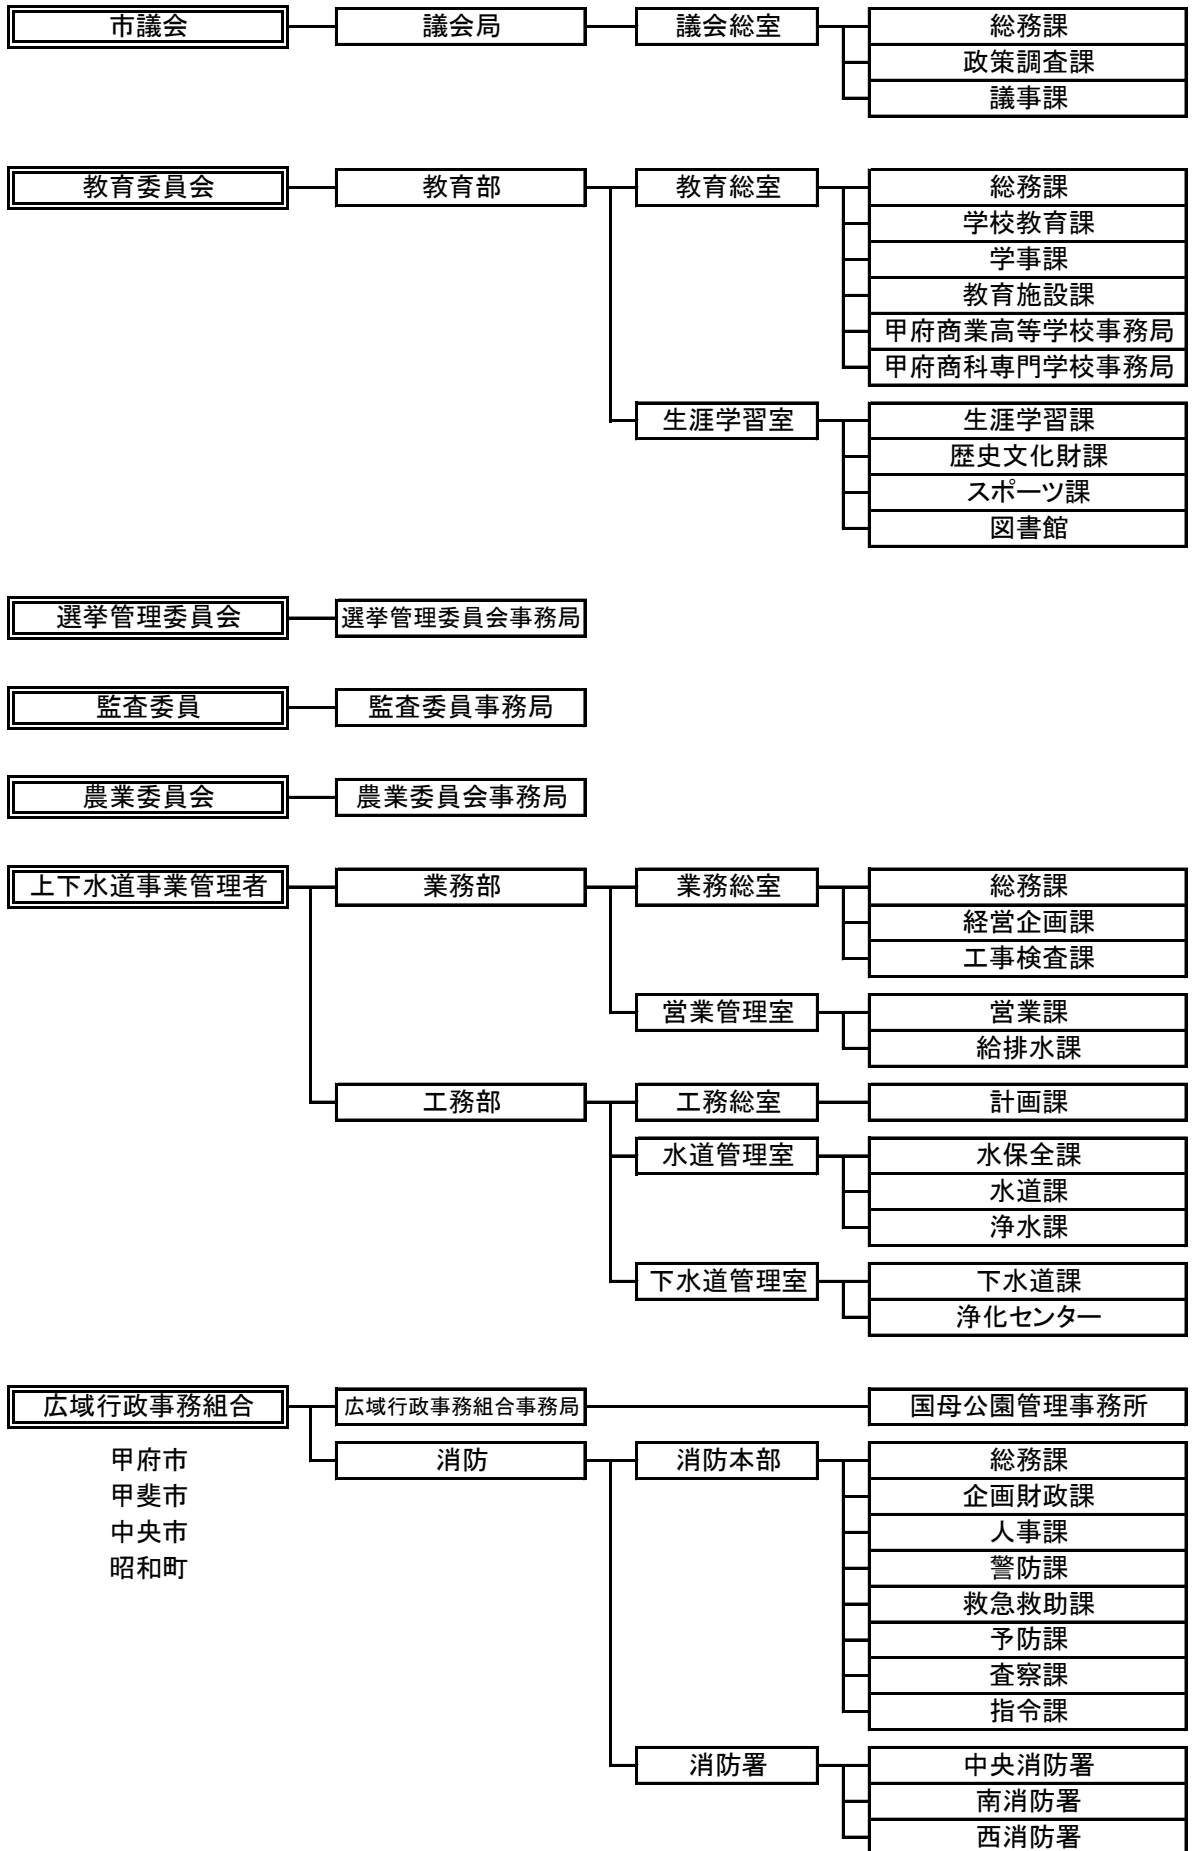 市議会 議会局 議会総室 総務課
政策調査課
議事課
教育委員会 教育部 教育総室 総務課
学校教育課
学事課
教育施設課
甲府商業高等学校事務局
甲府商科専門学校事務局
生涯学習室 生涯学習課
歴史文化財課
スポーツ課
図書館
選挙管理委員会 選挙管理委員会事務局
監査委員 監査委員事務局
農業委員会 農業委員会事務局
上下水道事業管理者 業務部 業務総室 総務課
経営企画課
工事検査課
営業管理室 営業課
給排水課
工務部 工務総室 計画課
水道管理室 水保全課
水道課
浄水課
下水道管理室 下水道課
浄化センター
広域行政事務組合 広域行政事務組合事務局 国母公園管理事務所
甲府市 消防 消防本部 総務課
甲斐市 企画財政課
中央市 人事課
昭和町 警防課
救急救助課
予防課
査察課
指令課
消防署 中央消防署
南消防署
西消防署